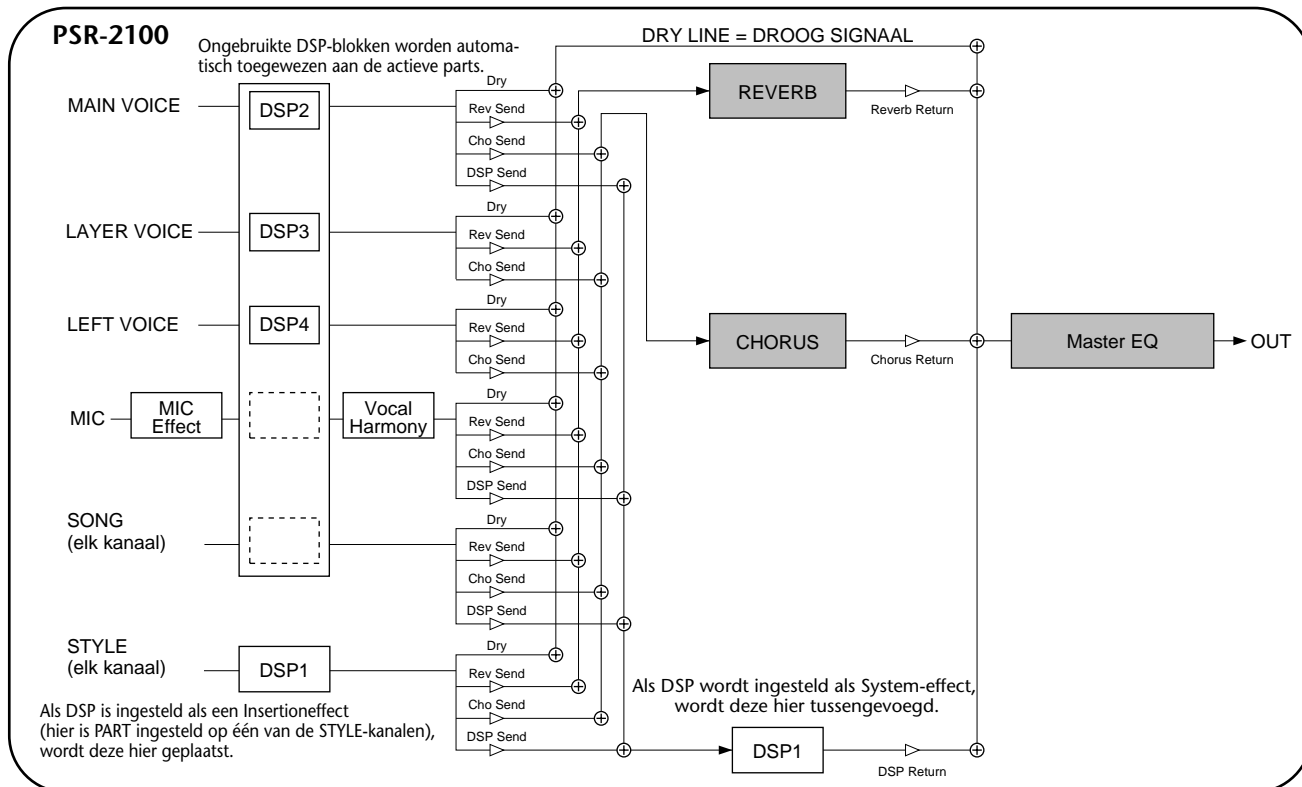 PSR-2100
Ongebruikte DSP-blokken worden automa-
tisch toegewezen aan de actieve parts.
DRY LINE = DROOG SIGNAAL
MAIN VOICE
DSP2
Dry
Rev Send
Cho Send
DSP Send
REVERB
Reverb Return
LAYER VOICE
DSP3
Dry
Rev Send
Cho Send
LEFT VOICE
DSP4
Dry
Rev Send
Cho Send
CHORUS
Chorus Return
Master EQ
OUT
MIC
MIC
Effect
Vocal
Harmony
Dry
Rev Send
Cho Send
DSP Send
SONG
(elk kanaal)
Dry
Rev Send
Cho Send
DSP Send
STYLE
(elk kanaal)
DSP1
Dry
Rev Send
Cho Send
DSP Send
Als DSP is ingesteld als een Insertioneffect
(hier is PART ingesteld op één van de STYLE-kanalen),
wordt deze hier geplaatst.
Als DSP wordt ingesteld als System-effect,
wordt deze hier tussengevoegd.
DSP1
DSP Return